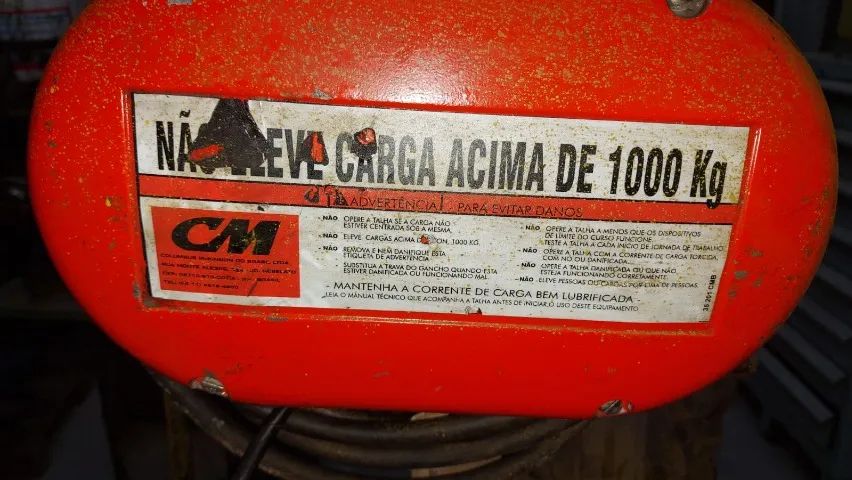 NÃO ELEVE CARGA ACIMA DE 1000 Kg
ADVERTÊNCIA! PARA EVITAR DANOS
CM
COLUMBUS MCKINNON DO BRASIL LTDA.
- NÃO OPERE A TALHA SE A CARGA NÃO
ESTIVER CENTRADA SOB A MESMA.
- NÃO ELEVE CARGAS ACIMA 1000 KG.
- NÃO REMOVA E NEM DANIFIQUE ESTA
ETIQUETA DE ADVERTÊNCIA
- SUBSTITUA A TRAVA DO GANCHO QUANDO ESTA
ESTIVER DANIFICADA OU FUNCIONANDO MAL.
- NÃO OPERE A TALHA A MENOS QUE OS DISPOSITIVOS
DE LIMITE DO CURSO FUNCIONE.
TESTE A TALHA A CADA INÍCIO DE JORNADA DE TRABALHO
- NÃO OPERE A TALHA COM A CORRENTE DE CARGA TORCIDA,
COM NÓ OU DANIFICADA.
- NÃO OPERE A TALHA DANIFICADA OU QUE NÃO
ESTEJA FUNCIONANDO CORRETAMENTE.
- NÃO ELEVE PESSOAS OU CARGAS POR CIMA DE PESSOAS.
- MANTENHA A CORRENTE DE CARGA BEM LUBRIFICADA -
LEIA O MANUAL TÉCNICO QUE ACOMPANHA A TALHA ANTES DE INICIAR O USO DESTE EQUIPAMENTO